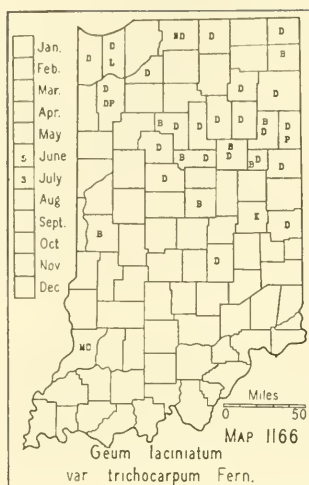 Jan.
Feb.
Mar.
Apr.
May
5 June
3 July
Aug
Sept.
Oct
Nov
Dec
D D ND D D
L B
D
D D D
DP
B D D D B D
D P
D B
B D D B D D
D
B
K D
B
D
MC
Miles
0 50
MAP 1166
Geum laciniatum
var trichocarpum Fern.